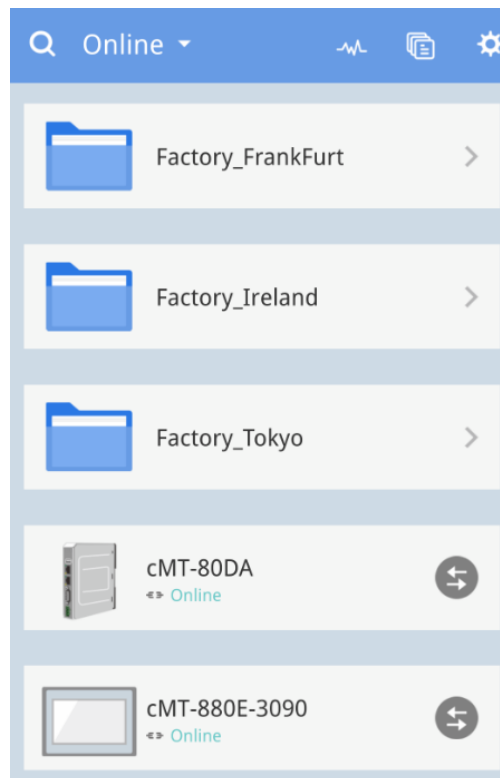 Online
Factory_FrankFurt
Factory_Ireland
Factory_Tokyo
cMT-80DA
Online
cMT-880E-3090
Online